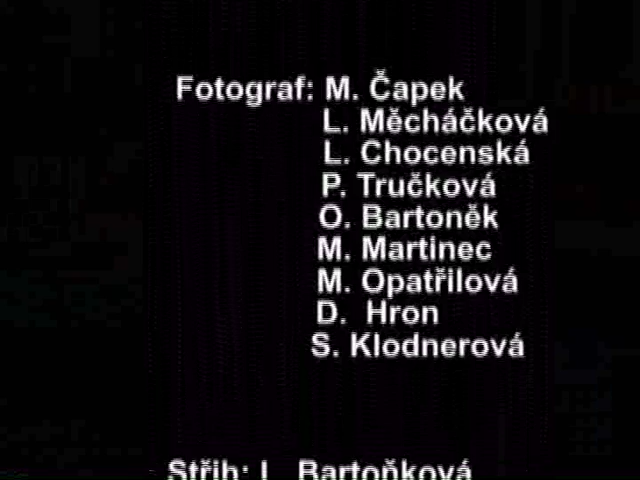 Fotograf: M. Čapek
L. Měcháčková
L. Chocenská
P. Tručková
O. Bartoněk
M. Martinec
M. Opatřilová
D. Hron
S. Klodnerová
Střih: L. Bartoňková